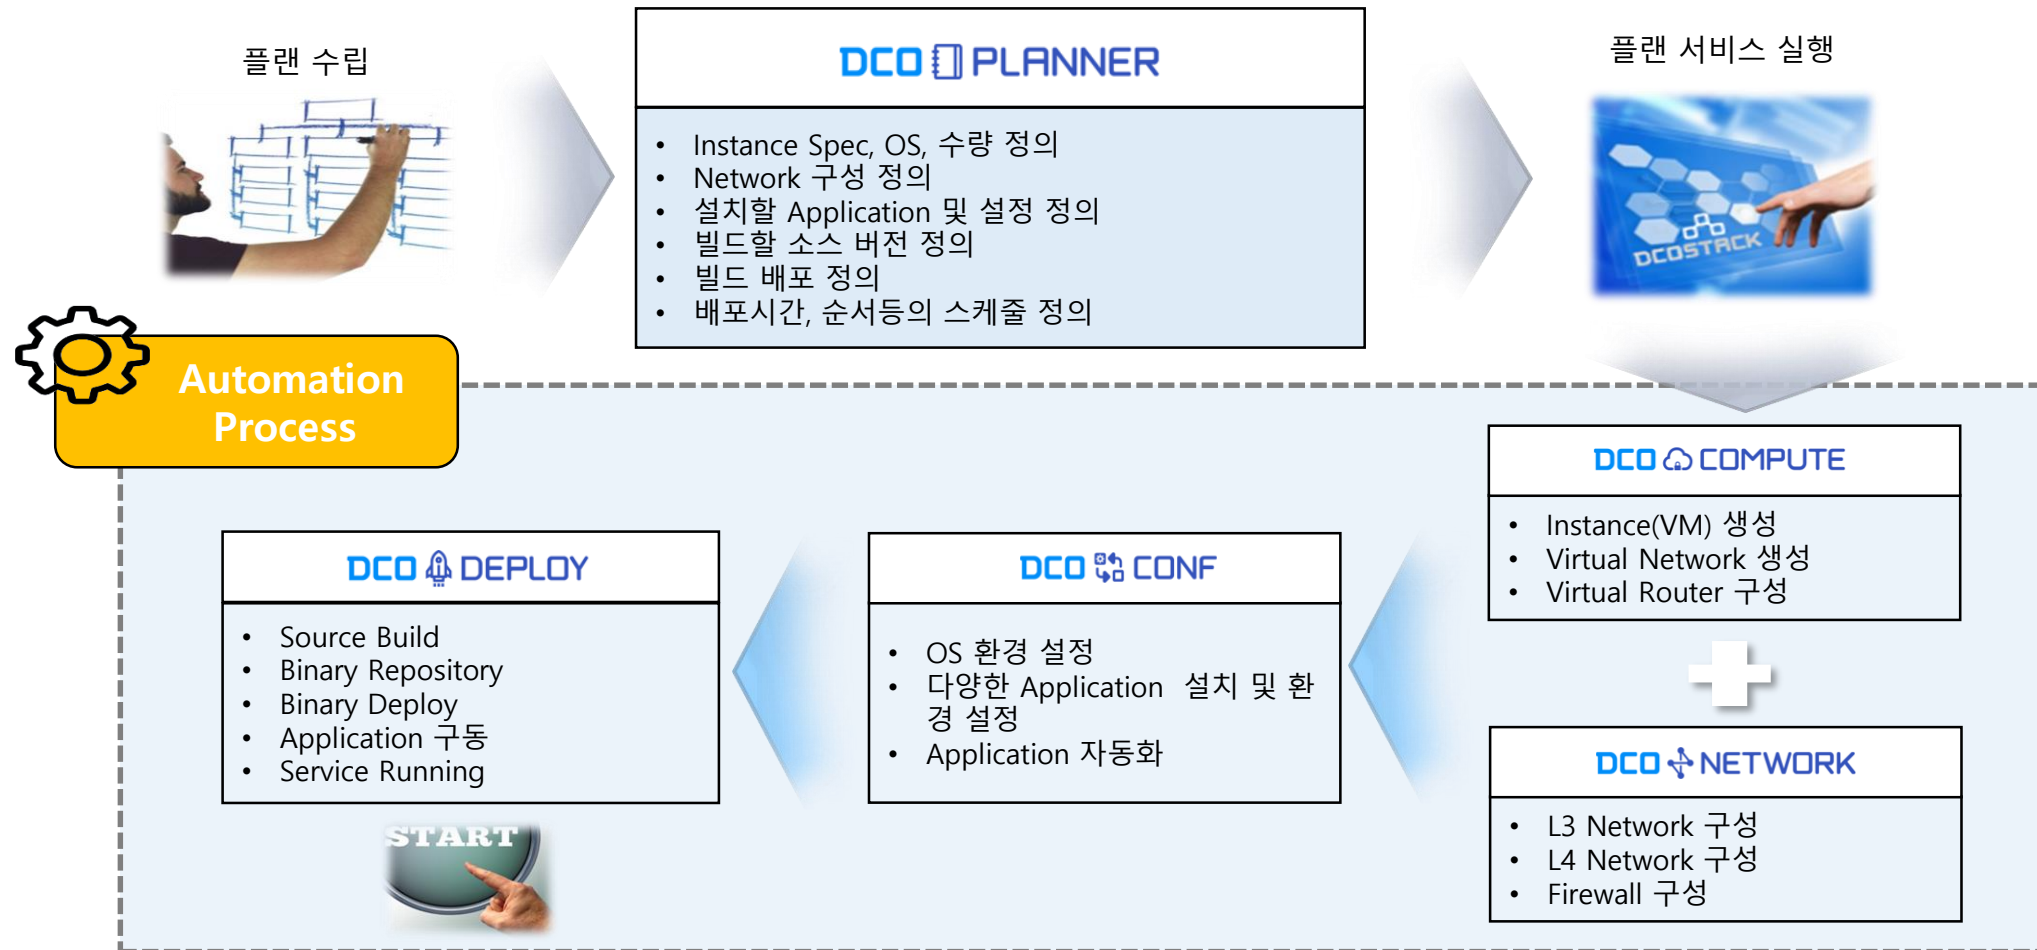 플랜 수립
DCO PLANNER
• Instance Spec, OS, 수량 정의
• Network 구성 정의
• 설치할 Application 및 설정 정의
• 빌드할 소스 버전 정의
• 빌드 배포 정의
• 배포시간, 순서등의 스케줄 정의
플랜 서비스 실행
DCOSTACK
Automation
Process
DCO COMPUTE
• Instance(VM) 생성
• Virtual Network 생성
• Virtual Router 구성
DCO NETWORK
• L3 Network 구성
• L4 Network 구성
• Firewall 구성
DCO CONF
• OS 환경 설정
• 다양한 Application 설치 및 환
경 설정
• Application 자동화
DCO DEPLOY
• Source Build
• Binary Repository
• Binary Deploy
• Application 구동
• Service Running
START